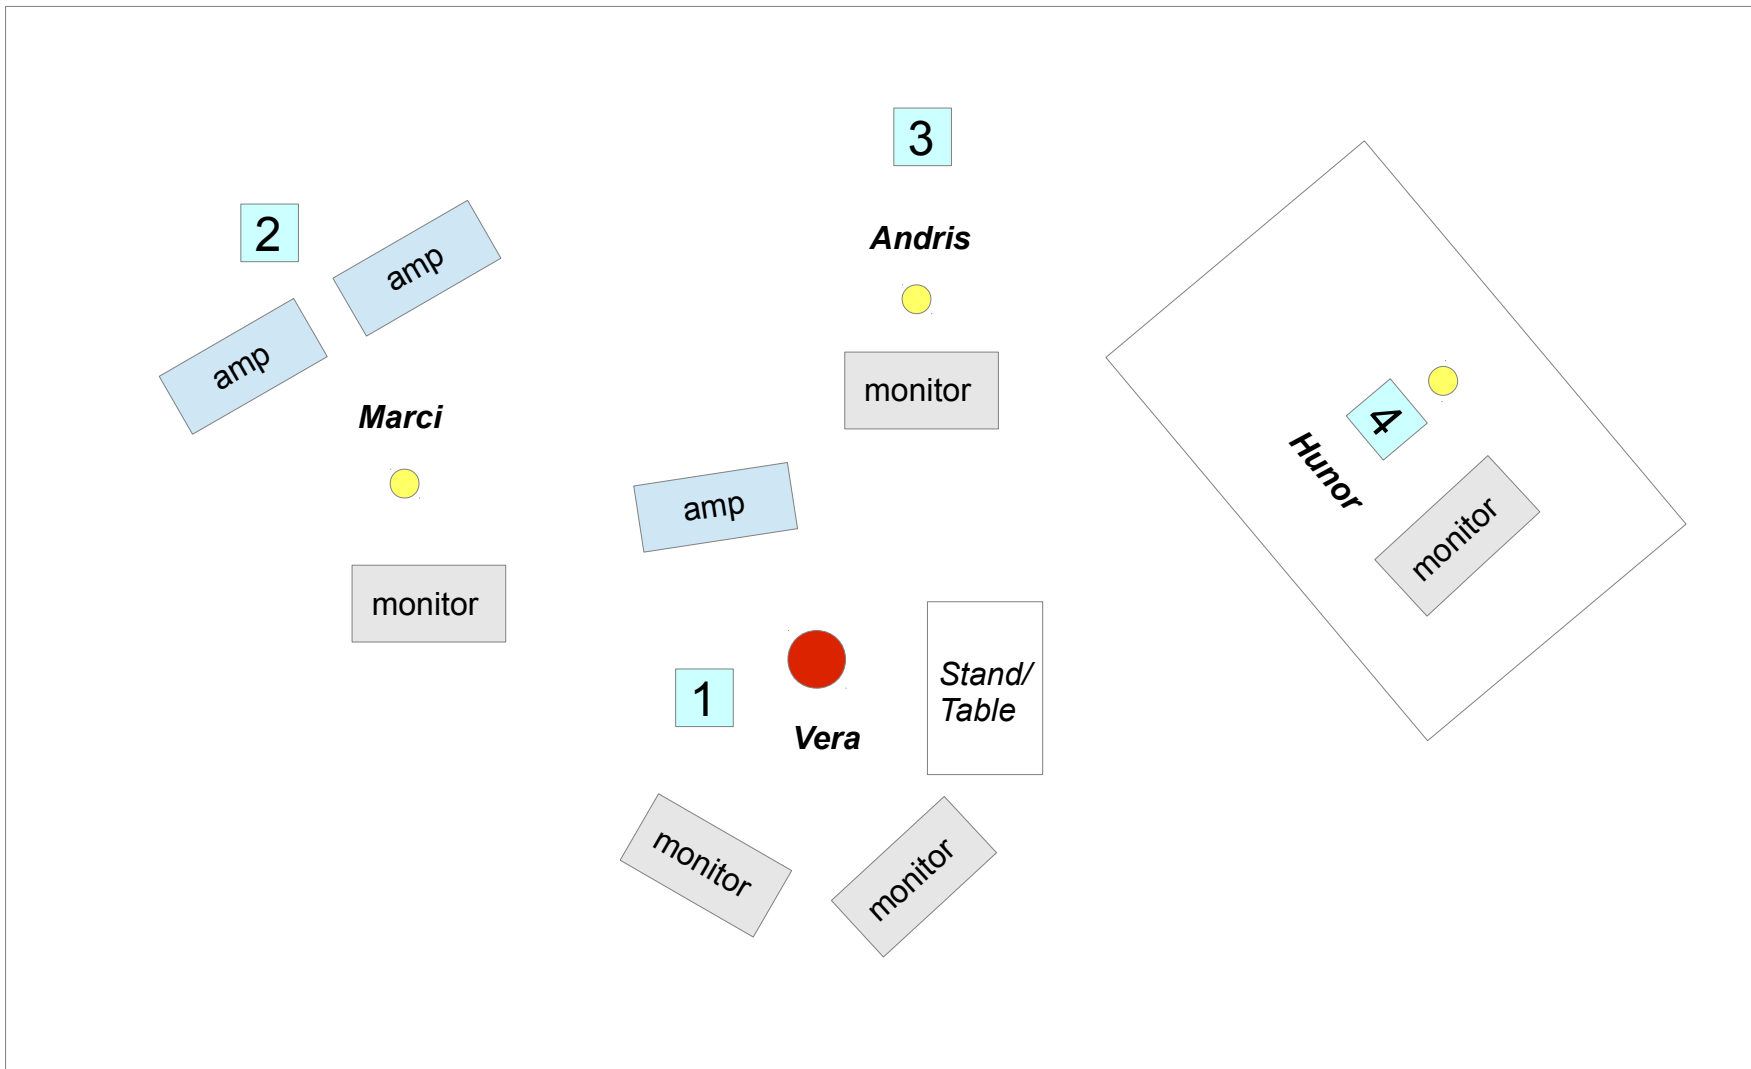 3
2
amp
Andris
amp
monitor
Marci
4
Hunor
amp
monitor
monitor
Stand/
Table
1
Vera
monitor
monitor